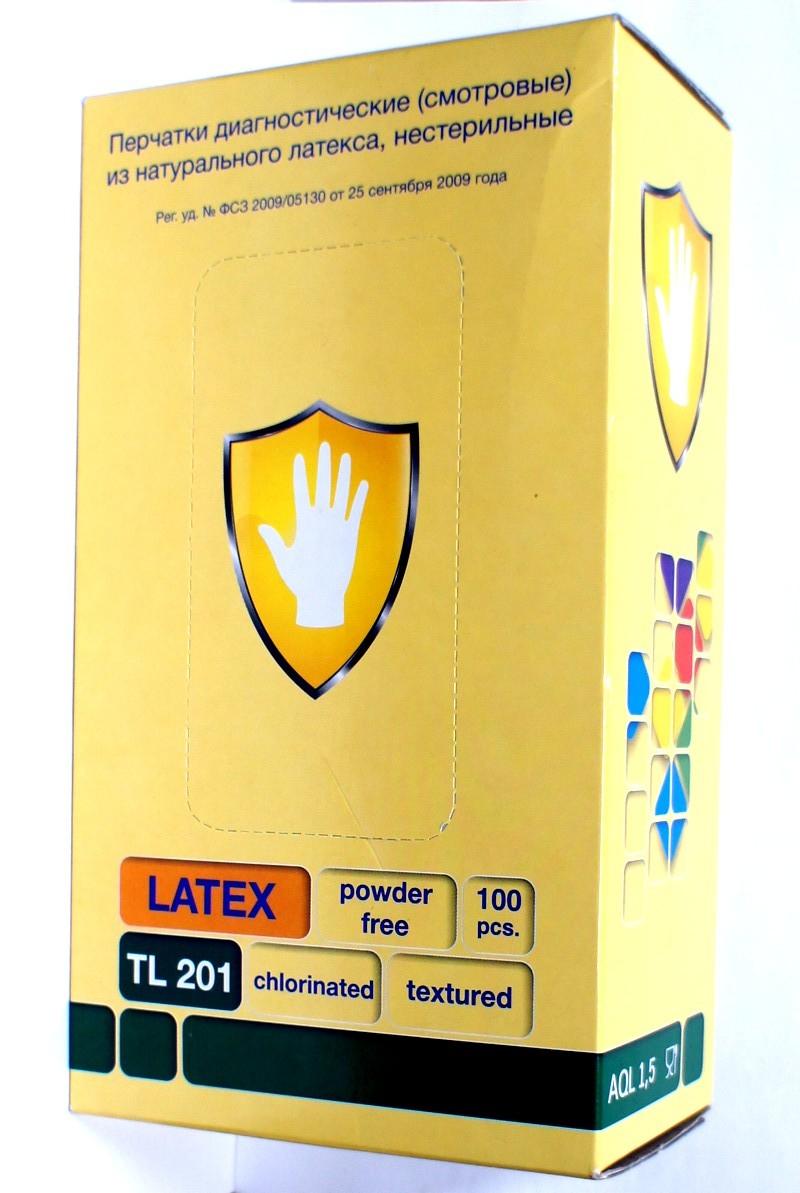 Перчатки диагностические (смотровые)
из натурального латекса, нестерильные
Рег. уд. № ФСЗ 2009/05130 от 25 сентября 2009 года
LATEX
powder
free
100
pcs.
TL 201
chlorinated
textured
AQL 1,5